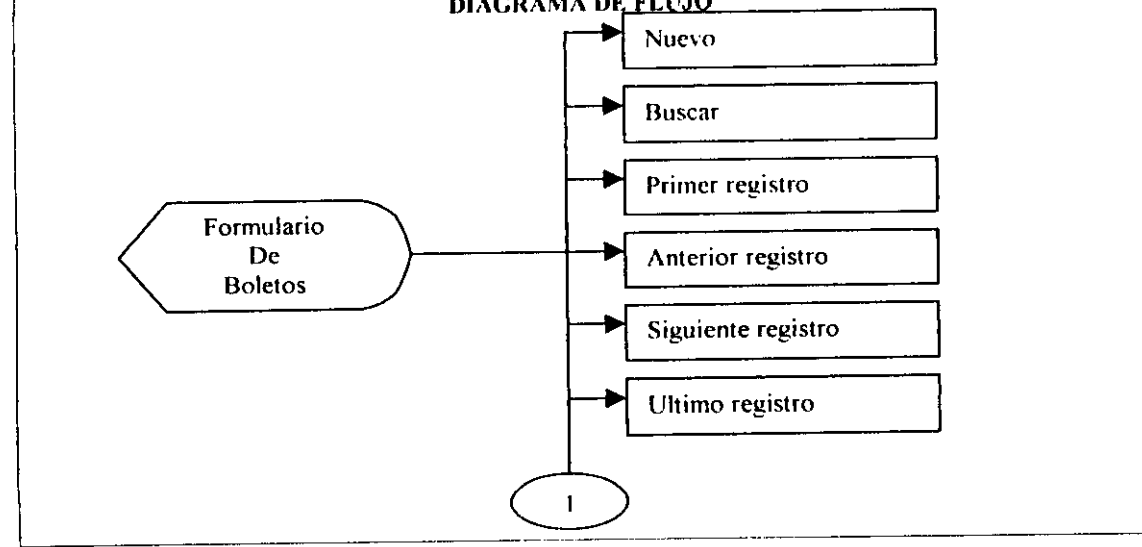 DIAGRAMA DE FLUJO
Nuevo
Buscar
Primer registro
Formulario
De
Boletos
Anterior registro
Siguiente registro
Ultimo registro
1